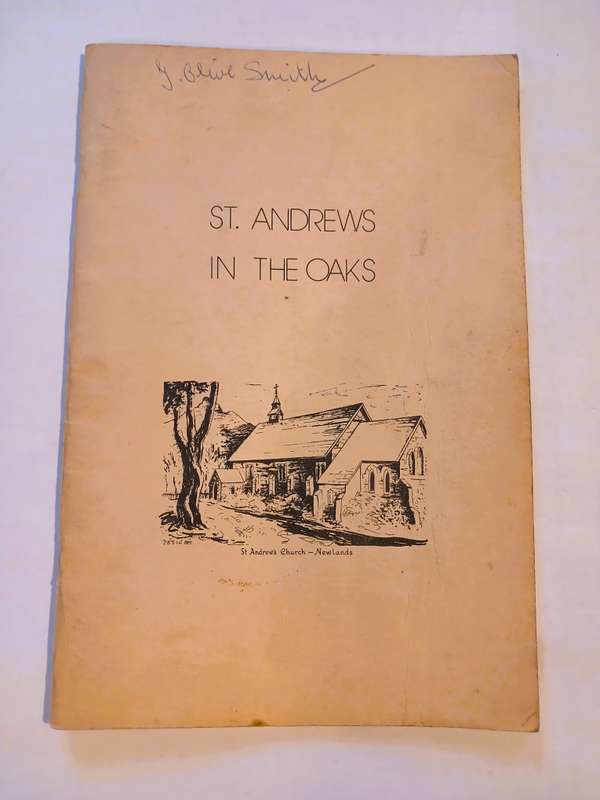 Olive Smith
ST. ANDREWS
IN THE OAKS
St Andrew's Church – Newlands